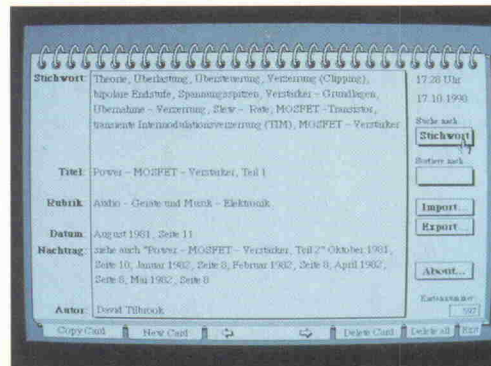 Stichwort: Theorie, Überlastung, Übersteuerung, Verzerrung (Clipping),
bipolare Endstufe, Spannungsspitzen, Verstärker - Grundlagen,
Übernahme - Verzerrung, Slew - Rate, MOSFET-Transistor,
transiente Intermodulationsverzerrung (TIM), MOSFET - Verstärker
Titel: Power - MOSFET - Verstärker, Teil 1
Rubrik: Audio - Geräte und Musik - Elektronik
Datum: August 1981, Seite 11
Nachtrag: siehe auch "Power - MOSFET - Verstärker, Teil 2" Oktober 1981,
Seite 10, Januar 1982, Seite 8, Februar 1982, Seite 8, April 1982,
Seite 8, Mai 1982, Seite 8
Autor: David Tilbrook
17:28 Uhr
17.10.1990
Suche nach
Stichwort
Sortiere nach
Import...
Export...
About...
Kartennummer
597
Copy Card
New Card
Delete Card
Delete all
Exit